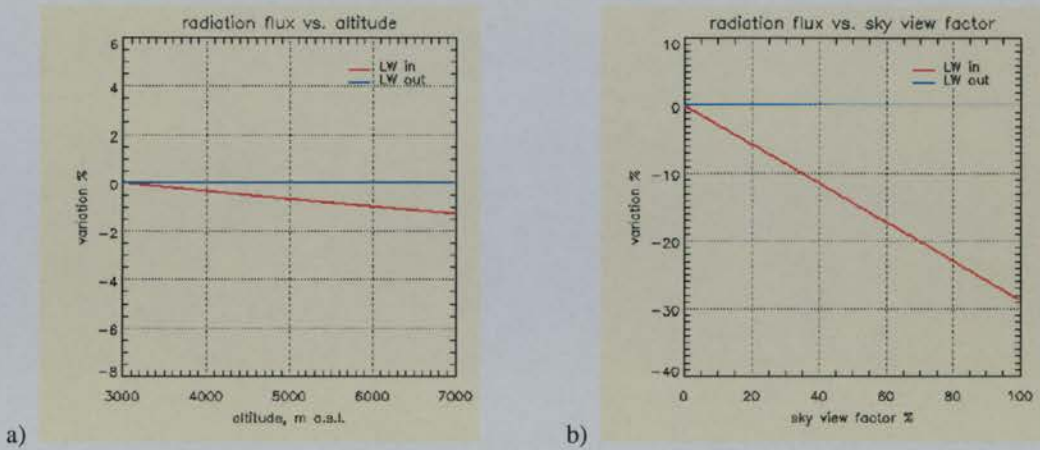 radiation flux vs. altitude
6
4
2
0
-2
-4
-6
-8
variation %
LW in
LW out
3000 4000 5000 6000 7000
altitude, m a.s.l.
a)
radiation flux vs. sky view factor
10
0
-10
-20
-30
-40
variation %
LW in
LW out
0 20 40 60 80 100
sky view factor %
b)